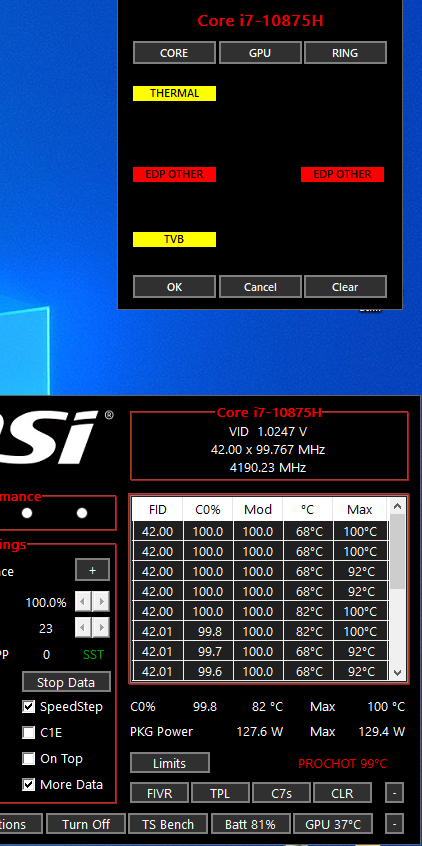 Core i7-10875H
CORE GPU RING
THERMAL
EDP OTHER EDP OTHER
TVB
OK Cancel Clear
si®
Core i7-10875H
VID 1.0247 V
42.00 x 99.767 MHz
4190.23 MHz
mance
FID C0% Mod °C Max
42.00 100.0 100.0 68°C 100°C
42.00 100.0 100.0 68°C 100°C
42.00 100.0 100.0 68°C 92°C
42.00 100.0 100.0 68°C 92°C
42.00 100.0 100.0 82°C 100°C
42.01 99.8 100.0 82°C 100°C
42.01 99.7 100.0 68°C 92°C
42.01 99.6 100.0 68°C 92°C
ngs
ce +
100.0%
23
PP 0 SST
Stop Data
SpeedStep
C1E
On Top
More Data
C0% 99.8 82 °C Max 100 °C
PKG Power 127.6 W Max 129.4 W
Limits PROCHOT 99°C
FIVR TPL C7s CLR -
ions Turn Off TS Bench Batt 81% GPU 37°C -